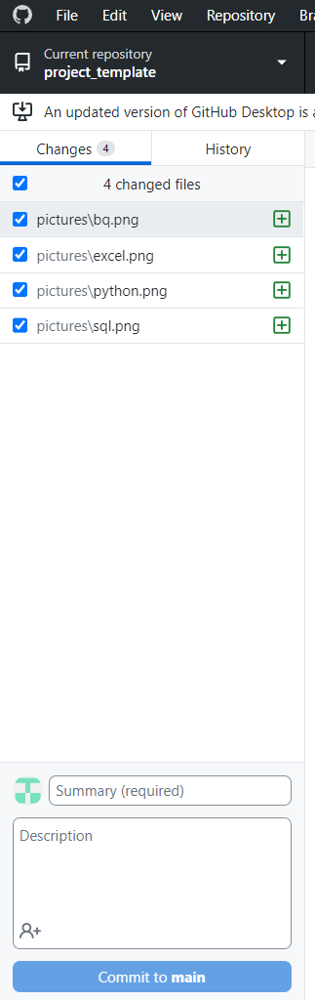 File Edit View Repository Bra
Current repository
project_template
An updated version of GitHub Desktop is a
Changes 4 History
4 changed files
pictures\bq.png
pictures\excel.png
pictures\python.png
pictures\sql.png
Summary (required)
Description
Commit to main